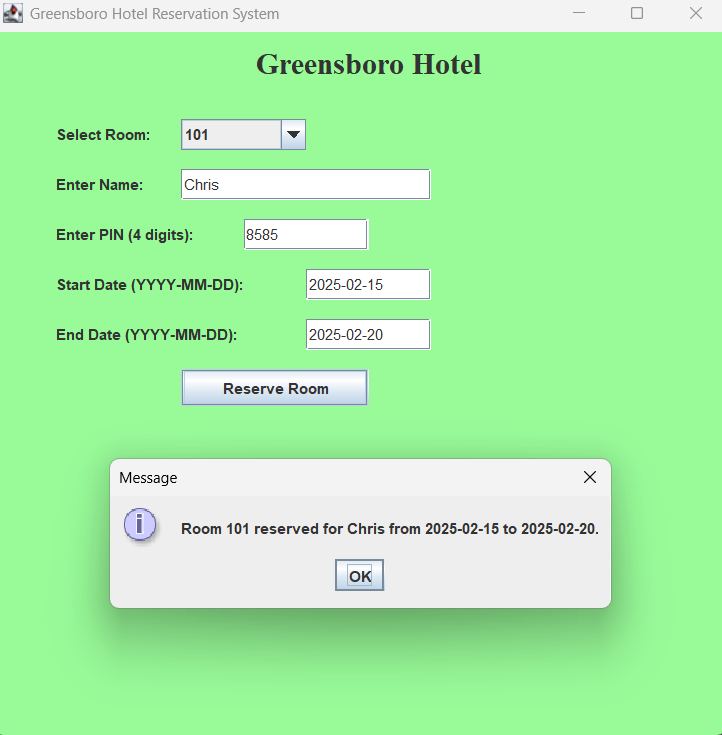 Greensboro Hotel Reservation System
Greensboro Hotel
Select Room: 101
Enter Name: Chris
Enter PIN (4 digits): 8585
Start Date (YYYY-MM-DD): 2025-02-15
End Date (YYYY-MM-DD): 2025-02-20
Reserve Room
Message
i
Room 101 reserved for Chris from 2025-02-15 to 2025-02-20.
OK